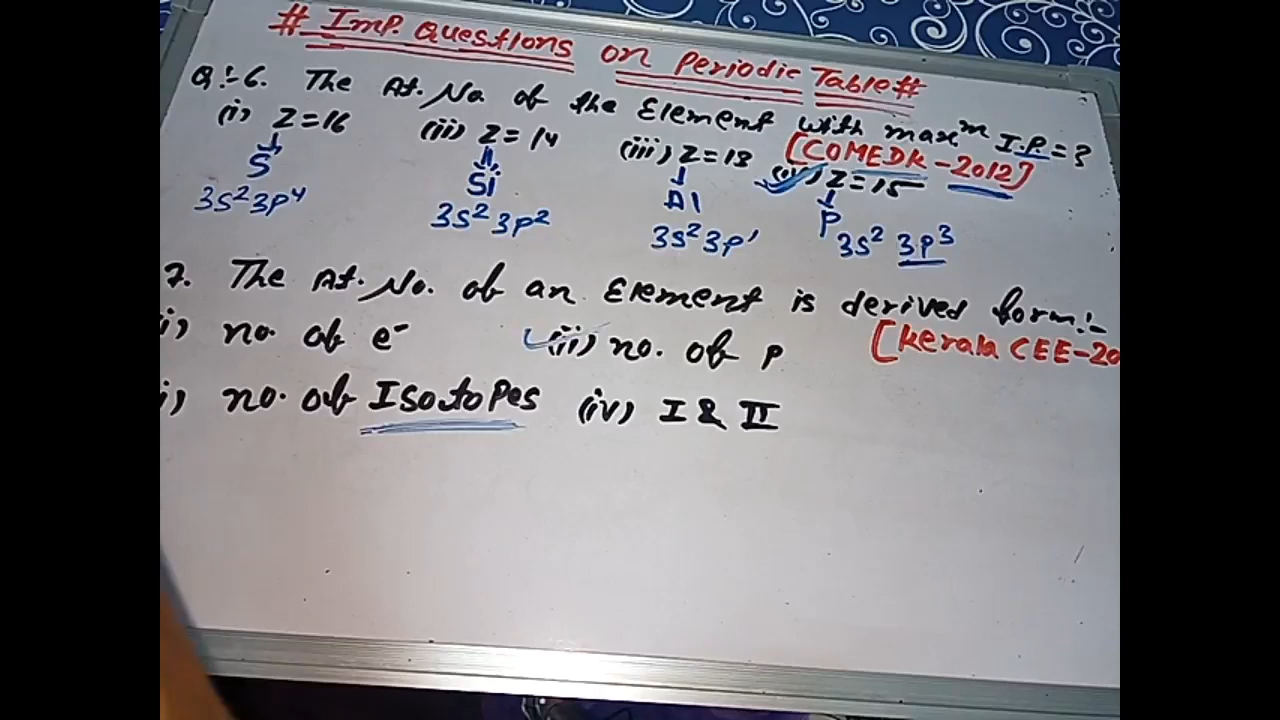 # Imp. Questions on Periodic Table #
Q:-6. The At. No. of the Element with maxᵐ I.P. = ?
[COMEDK - 2012]
(i) Z=16 (ii) Z=14 (iii) Z=13 (iv) Z=15
S Si Al P
3S² 3P⁴ 3S² 3P² 3S² 3P¹ 3S² 3P³
7. The At. No. of an Element is derived form:-
i) no. of e⁻ (ii) no. of p [Kerala CEE-20
i) no. of Isotopes (iv) I & II